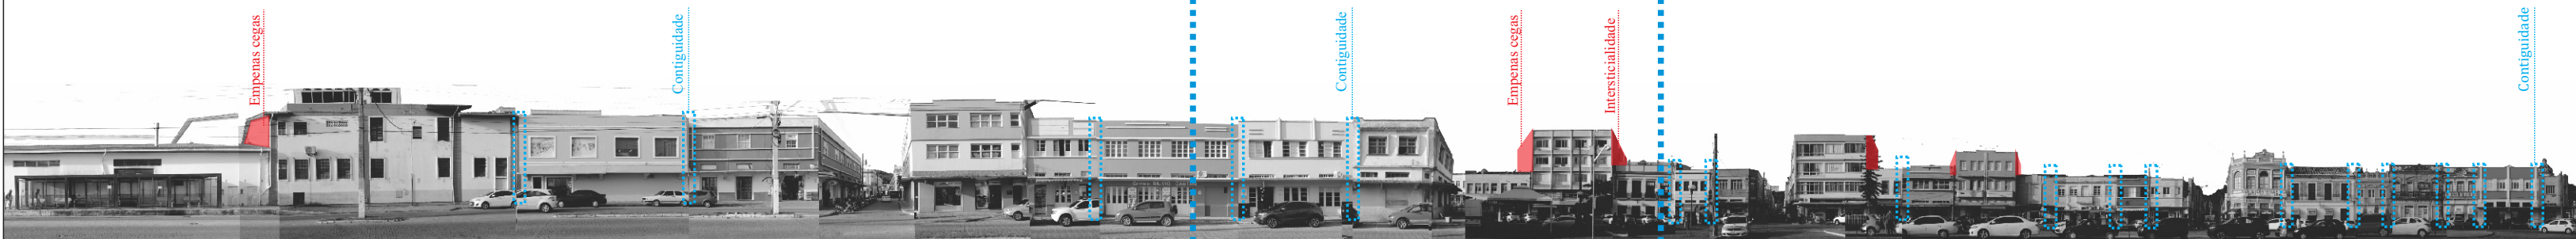 Empenas cegas
Contiguidade
Contiguidade
Empenas cegas
Intersticialidade
Contiguidade